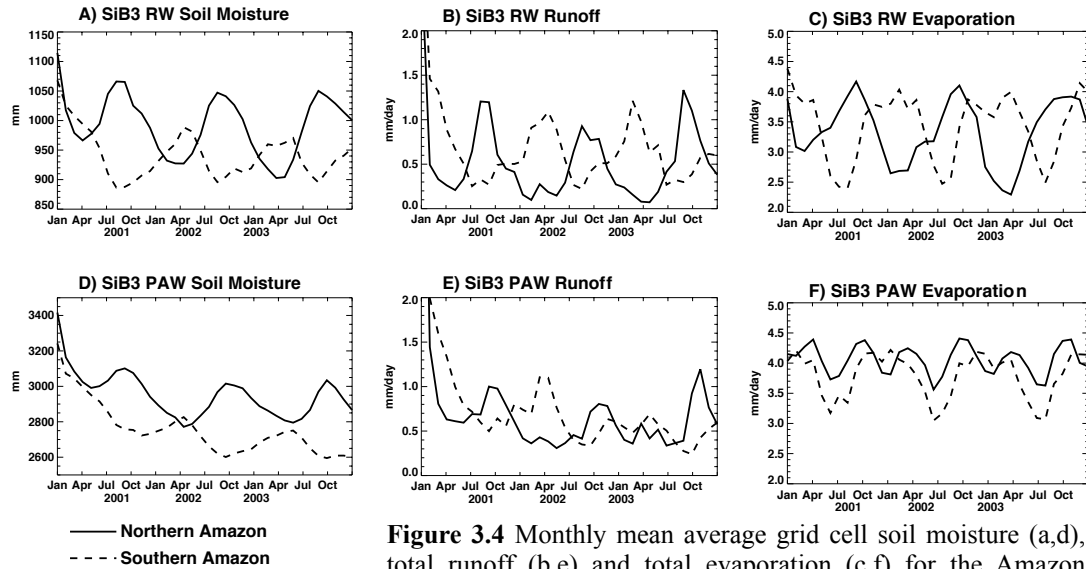 A) SiB3 RW Soil Moisture
1150
1100
1050
1000
950
900
850
mm
Jan Apr Jul Oct Jan Apr Jul Oct Jan Apr Jul Oct
2001 2002 2003
B) SiB3 RW Runoff
2.0
1.5
1.0
0.5
0.0
mm/day
Jan Apr Jul Oct Jan Apr Jul Oct Jan Apr Jul Oct
2001 2002 2003
C) SiB3 RW Evaporation
5.0
4.5
4.0
3.5
3.0
2.5
2.0
mm/day
Jan Apr Jul Oct Jan Apr Jul Oct Jan Apr Jul Oct
2001 2002 2003
D) SiB3 PAW Soil Moisture
3400
3200
3000
2800
2600
mm
Jan Apr Jul Oct Jan Apr Jul Oct Jan Apr Jul Oct
2001 2002 2003
E) SiB3 PAW Runoff
2.0
1.5
1.0
0.5
0.0
mm/day
Jan Apr Jul Oct Jan Apr Jul Oct Jan Apr Jul Oct
2001 2002 2003
F) SiB3 PAW Evaporation
5.0
4.5
4.0
3.5
3.0
2.5
2.0
mm/day
Jan Apr Jul Oct Jan Apr Jul Oct Jan Apr Jul Oct
2001 2002 2003
Northern Amazon
Southern Amazon
Figure 3.4 Monthly mean average grid cell soil moisture (a,d),
total runoff (b,e) and total evaporation (c,f) for the Amazon